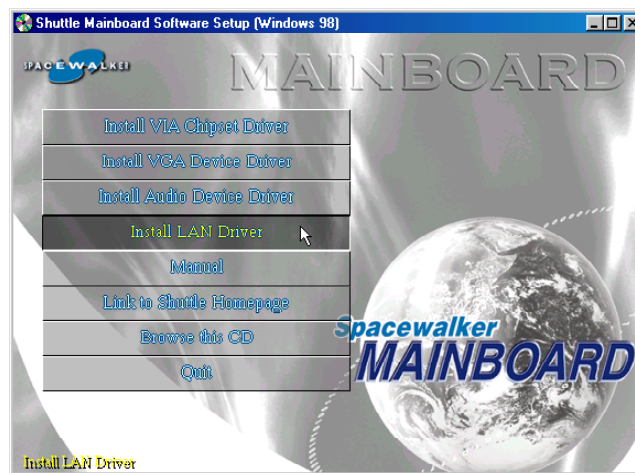 Shuttle Mainboard Software Setup (Windows 98)
SPACEWALKER
MAINBOARD
Install VIA Chipset Driver
Install VGA Device Driver
Install Audio Device Driver
Install LAN Driver
Manual
Link to Shuttle Homepage
Browse this CD
Quit
Spacewalker
MAINBOARD
Install LAN Driver